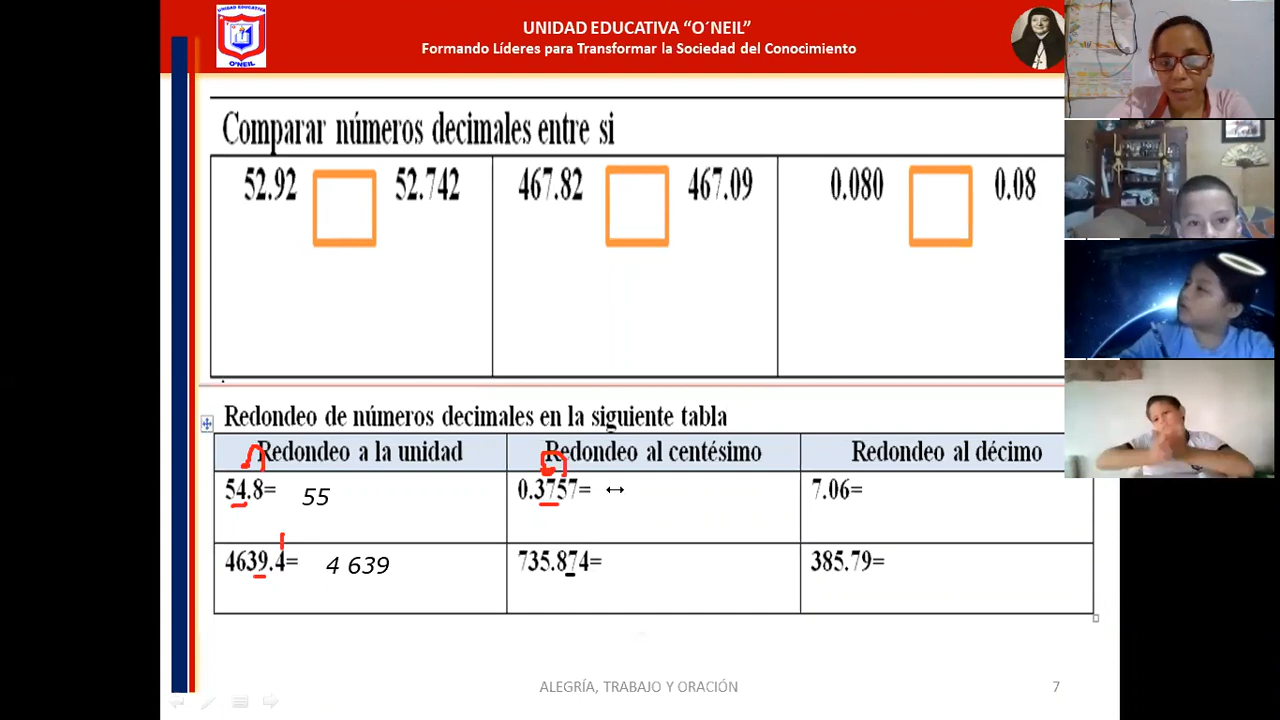 UNIDAD EDUCATIVA “O´NEIL”
Formando Líderes para Transformar la Sociedad del Conocimiento
UNIDAD EDUCATIVA
O'NEIL
Comparar números decimales entre si
52.92 52.742 467.82 467.09 0.080 0.08
Redondeo de números decimales en la siguiente tabla
Redondeo a la unidad Redondeo al centésimo Redondeo al décimo
54.8= 55 0.3757= 7.06=
4639.4= 4 639 735.874= 385.79=
ALEGRÍA, TRABAJO Y ORACIÓN 7